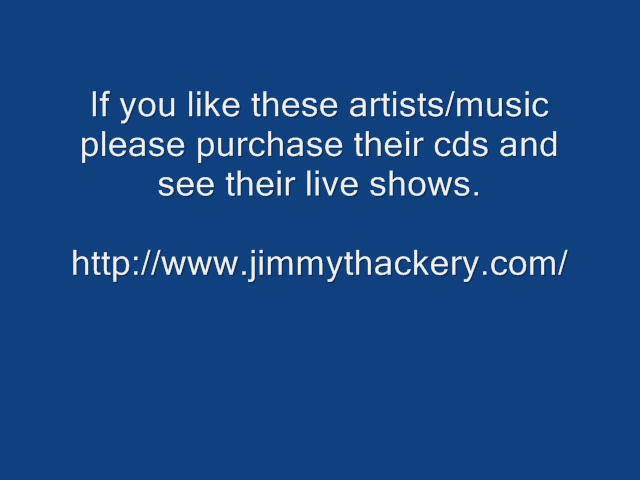 If you like these artists/music
please purchase their cds and
see their live shows.
http://www.jimmythackery.com/